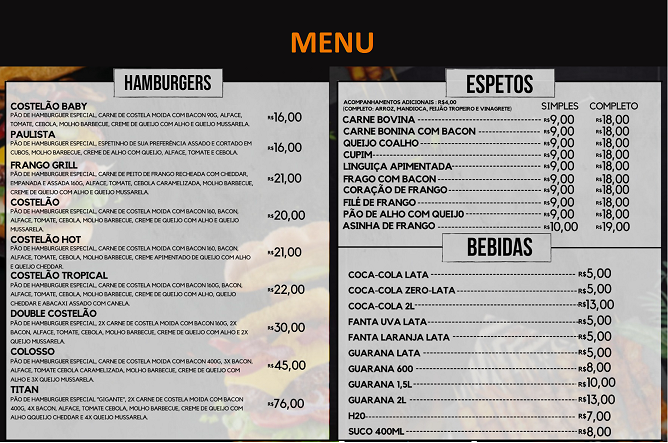 MENU
HAMBURGERS
COSTELÃO BABY
PÃO DE HAMBURGUER ESPECIAL, CARNE DE COSTELA MOIDA COM BACON 90G, ALFACE,
TOMATE, CEBOLA, MOLHO BARBECUE, CREME DE QUEIJO COM ALHO E QUEIJO MUSSARELA.
R$16,00
PAULISTA
PÃO DE HAMBURGUER ESPECIAL, ESPETINHO DE SUA PREFERÊNCIA ASSADO E CORTADO EM
CUBOS, MOLHO BARBECUE, CREME DE ALHO COM QUEIJO, ALFACE, TOMATE E CEBOLA.
R$16,00
FRANGO GRILL
PÃO DE HAMBURGUER ESPECIAL, CARNE DE PEITO DE FRANGO RECHEADA COM CHEDDAR,
EMPANADA E ASSADA 160G, ALFACE, TOMATE, CEBOLA CARAMELIZADA, MOLHO BARBECUE,
CREME DE QUEIJO COM ALHO E QUEIJO MUSSARELA.
R$21,00
COSTELÃO
PÃO DE HAMBURGUER ESPECIAL, CARNE DE COSTELA MOIDA COM BACON 160, BACON,
ALFACE, TOMATE, CEBOLA, MOLHO BARBECUE, CREME DE QUEIJO COM ALHO E QUEIJO
MUSSARELA.
R$20,00
COSTELÃO HOT
PÃO DE HAMBURGUER ESPECIAL, CARNE DE COSTELA MOIDA COM BACON 160, BACON,
ALFACE, TOMATE, CEBOLA, MOLHO BARBECUE, CREME APIMENTADO DE QUEIJO COM ALHO
E QUEIJO CHEDDAR.
R$21,00
COSTELÃO TROPICAL
PÃO DE HAMBURGUER ESPECIAL, CARNE DE COSTELA MOIDA COM BACON 160G, BACON,
ALFACE, TOMATE, CEBOLA, MOLHO BARBECUE, CREME DE QUEIJO COM ALHO, QUEIJO
CHEDDAR E ABACAXI ASSADO COM CANELA.
R$22,00
DOUBLE COSTELÃO
PÃO DE HAMBURGUER ESPECIAL, 2X CARNE DE COSTELA MOIDA COM BACON 160G, 2X
BACON, ALFACE, TOMATE, CEBOLA, MOLHO BARBECUE, CREME DE QUEIJO COM ALHO E 2X
QUEIJO MUSSARELA.
R$30,00
COLOSSO
PÃO DE HAMBURGUER ESPECIAL, CARNE DE COSTELA MOIDA COM BACON 400G, 3X BACON,
ALFACE, TOMATE CEBOLA CARAMELIZADA, MOLHO BARBECUE, CREME DE QUEIJO COM
ALHO E 3X QUEIJO MUSSARELA.
R$45,00
TITAN
PÃO DE HAMBURGUER ESPECIAL "GIGANTE", 2X CARNE DE COSTELA MOIDA COM BACON
400G, 4X BACON, ALFACE, TOMATE CEBOLA, MOLHO BARBECUE, CREME DE QUEIJO COM
ALHO QQUEIJO CHEDDAR E 4X QUEIJO MUSSARELA.
R$76,00
ESPETOS
ACOMPANHAMENTOS ADICIONAIS : R$4,00
(COMPLETO: ARROZ, MANDIOCA, FEIJÃO TROPEIRO E VINAGRETE)
SIMPLES COMPLETO
CARNE BOVINA R$9,00 R$18,00
CARNE BONINA COM BACON R$9,00 R$18,00
QUEIJO COALHO R$9,00 R$18,00
CUPIM R$9,00 R$18,00
LINGUIÇA APIMENTADA R$9,00 R$18,00
FRAGO COM BACON R$9,00 R$18,00
CORAÇÃO DE FRANGO R$9,00 R$18,00
FILÉ DE FRANGO R$9,00 R$18,00
PÃO DE ALHO COM QUEIJO R$9,00 R$18,00
ASINHA DE FRANGO R$10,00 R$19,00
BEBIDAS
COCA-COLA LATA R$5,00
COCA-COLA ZERO-LATA R$5,00
COCA-COLA 2L R$13,00
FANTA UVA LATA R$5,00
FANTA LARANJA LATA R$5,00
GUARANA LATA R$5,00
GUARANA 600 R$8,00
GUARANA 1,5L R$10,00
GUARANA 2L R$13,00
H20 R$7,00
SUCO 400ML R$8,00